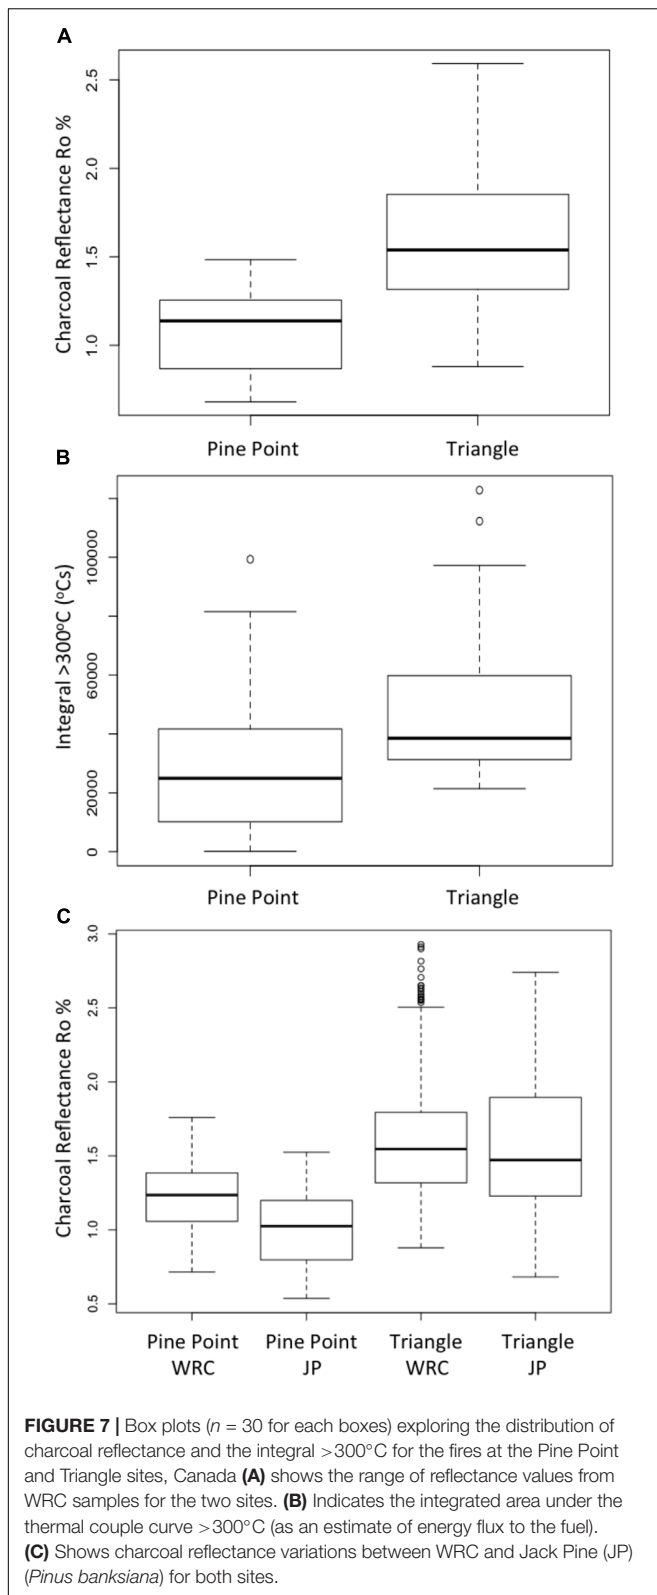 A
Charcoal Reflectance Ro %
2.5
2.0
1.5
1.0
Pine Point Triangle
B
Integral >300°C (°Cs)
100000
60000
20000
0
Pine Point Triangle
C
Charcoal Reflectance Ro %
3.0
2.5
2.0
1.5
1.0
0.5
Pine Point Pine Point Triangle Triangle
WRC JP WRC JP
FIGURE 7 | Box plots (n = 30 for each boxes) exploring the distribution of
charcoal reflectance and the integral >300°C for the fires at the Pine Point
and Triangle sites, Canada (A) shows the range of reflectance values from
WRC samples for the two sites. (B) Indicates the integrated area under the
thermal couple curve >300°C (as an estimate of energy flux to the fuel).
(C) Shows charcoal reflectance variations between WRC and Jack Pine (JP)
(Pinus banksiana) for both sites.